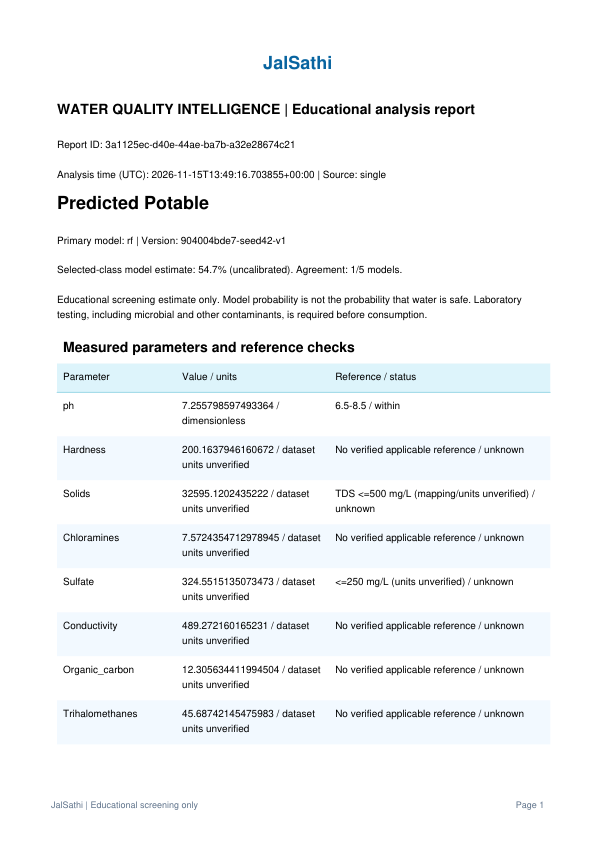 JalSathi
WATER QUALITY INTELLIGENCE | Educational analysis report
Report ID: 3a1125ec-d40e-44ae-ba7b-a32e28674c21
Analysis time (UTC): 2026-11-15T13:49:16.703855+00:00 | Source: single
Predicted Potable
Primary model: rf | Version: 904004bde7-seed42-v1
Selected-class model estimate: 54.7% (uncalibrated). Agreement: 1/5 models.
Educational screening estimate only. Model probability is not the probability that water is safe. Laboratory
testing, including microbial and other contaminants, is required before consumption.
Measured parameters and reference checks
Parameter Value / units Reference / status
ph 7.255798597493364 / 6.5-8.5 / within
dimensionless
Hardness 200.1637946160672 / dataset No verified applicable reference / unknown
units unverified
Solids 32595.1202435222 / dataset TDS <=500 mg/L (mapping/units unverified) /
units unverified unknown
Chloramines 7.5724354712978945 / dataset No verified applicable reference / unknown
units unverified
Sulfate 324.5515135073473 / dataset <=250 mg/L (units unverified) / unknown
units unverified
Conductivity 489.272160165231 / dataset No verified applicable reference / unknown
units unverified
Organic_carbon 12.305634411994504 / dataset No verified applicable reference / unknown
units unverified
Trihalomethanes 45.68742145475983 / dataset No verified applicable reference / unknown
units unverified
JalSathi | Educational screening only Page 1